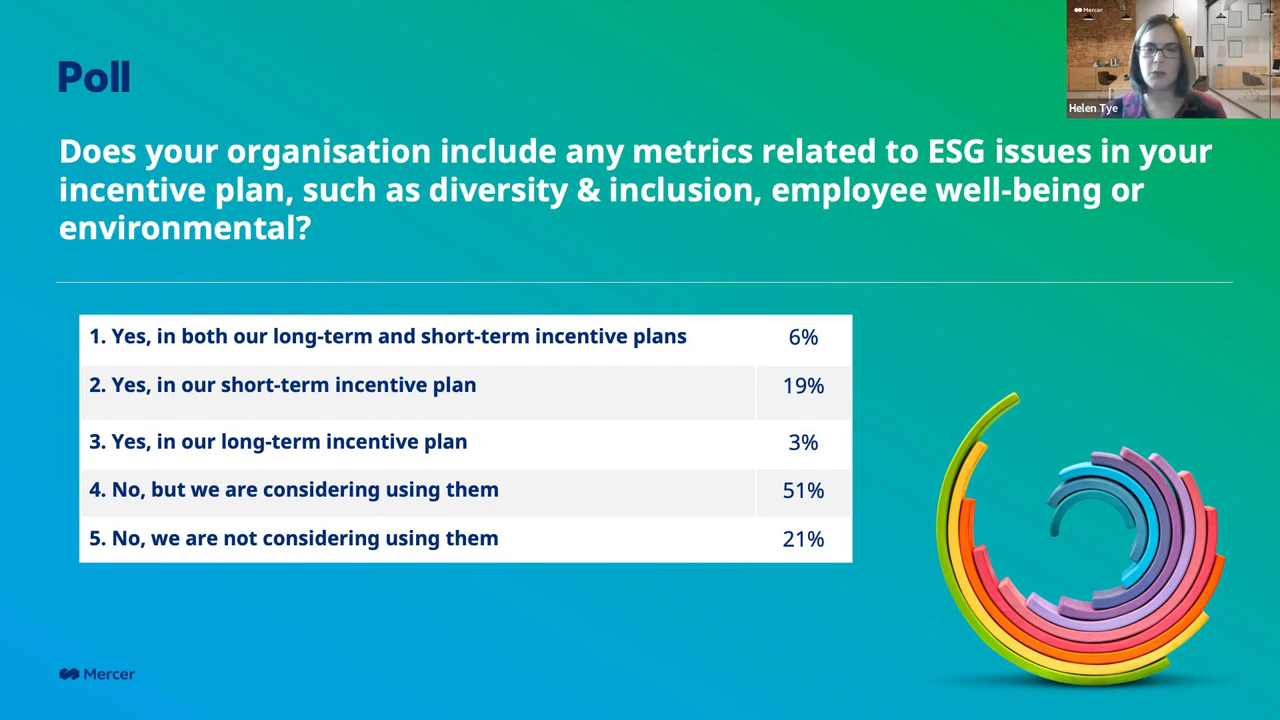 Mercer
Helen Tye
Poll
Does your organisation include any metrics related to ESG issues in your
incentive plan, such as diversity & inclusion, employee well-being or
environmental?
1. Yes, in both our long-term and short-term incentive plans 6%
2. Yes, in our short-term incentive plan 19%
3. Yes, in our long-term incentive plan 3%
4. No, but we are considering using them 51%
5. No, we are not considering using them 21%
Mercer